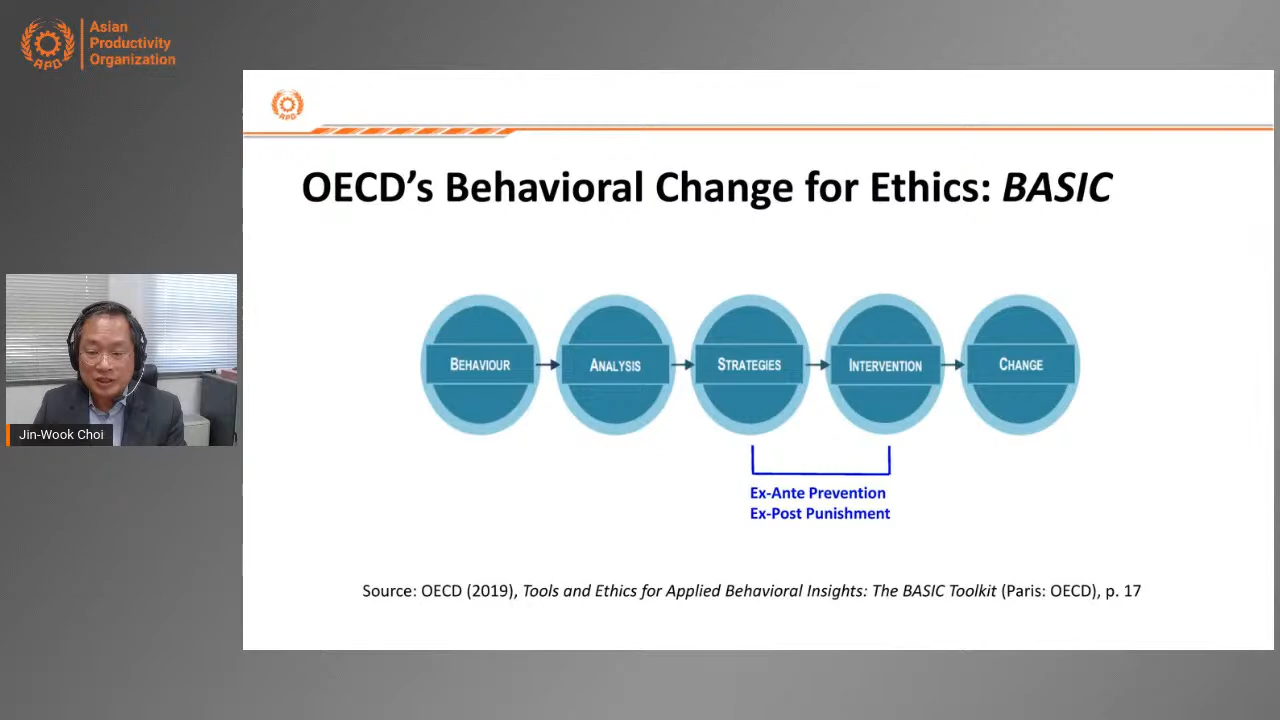 Asian
Productivity
Organization
APO
APO
OECD's Behavioral Change for Ethics: BASIC
BEHAVIOUR
ANALYSIS
STRATEGIES
INTERVENTION
CHANGE
Ex-Ante Prevention
Ex-Post Punishment
Jin-Wook Choi
Source: OECD (2019), Tools and Ethics for Applied Behavioral Insights: The BASIC Toolkit (Paris: OECD), p. 17